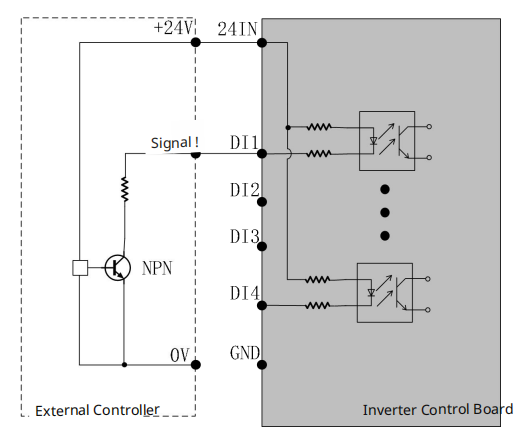 +24V 24IN
Signal ! DI1
DI2
DI3
NPN
DI4
0V GND
External Controller
Inverter Control Board